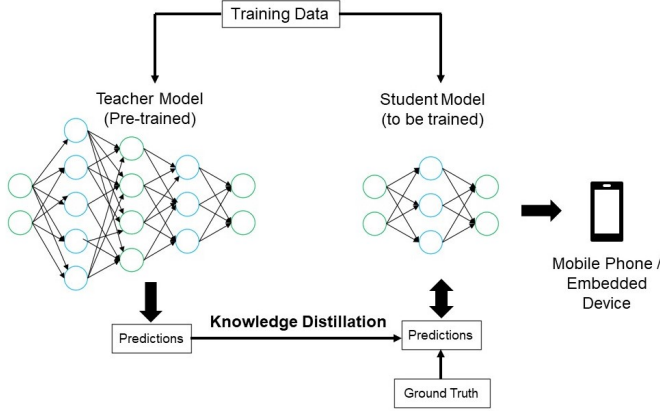 Training Data
Teacher Model
(Pre-trained)
Student Model
(to be trained)
Mobile Phone /
Embedded
Device
Knowledge Distillation
Predictions
Predictions
Ground Truth